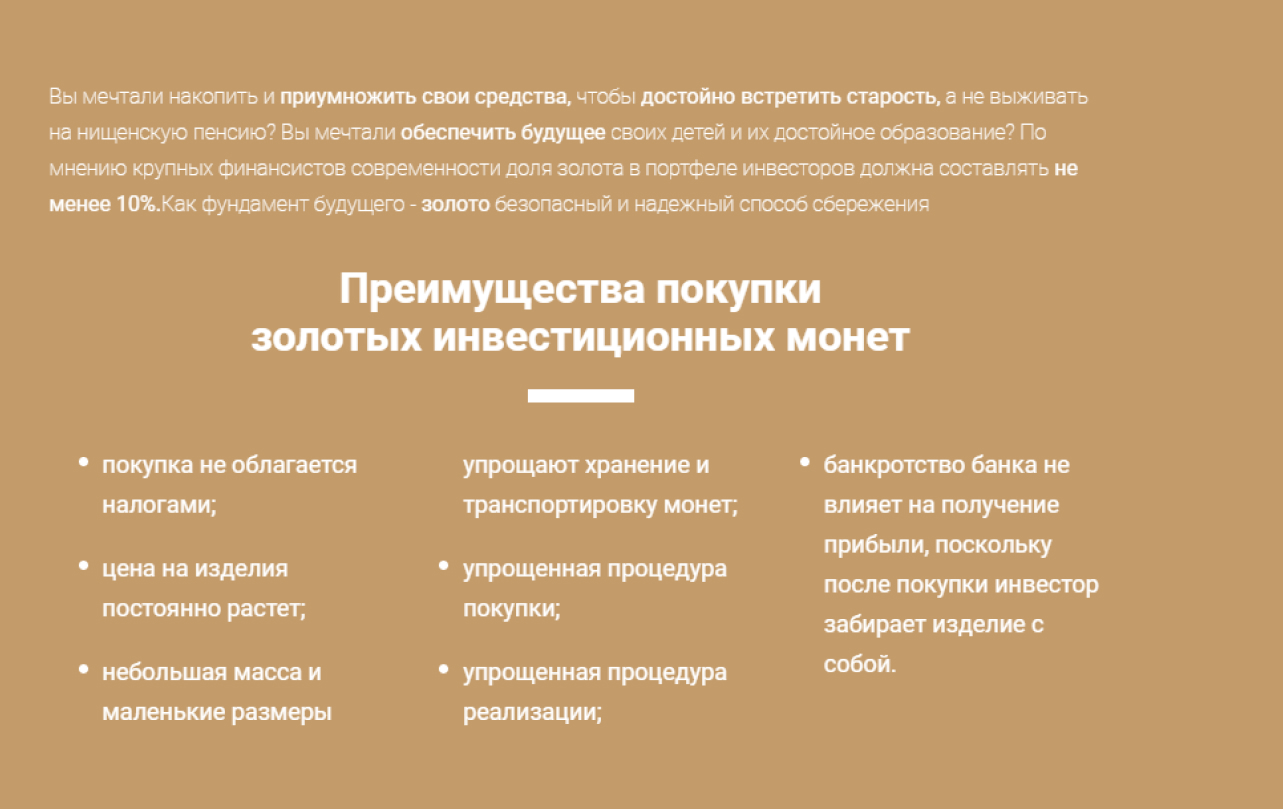 Вы мечтали накопить и приумножить свои средства, чтобы достойно встретить старость, а не выживать
на нищенскую пенсию? Вы мечтали обеспечить будущее своих детей и их достойное образование? По
мнению крупных финансистов современности доля золота в портфеле инвесторов должна составлять не
менее 10%.Как фундамент будущего - золото безопасный и надежный способ сбережения
Преимущества покупки
золотых инвестиционных монет
• покупка не облагается
налогами;
• цена на изделия
постоянно растет;
• небольшая масса и
маленькие размеры
упрощают хранение и
транспортировку монет;
• упрощенная процедура
покупки;
• упрощенная процедура
реализации;
• банкротство банка не
влияет на получение
прибыли, поскольку
после покупки инвестор
забирает изделие с
собой.